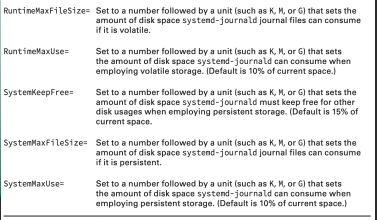 RuntimeMaxFileSize= Set to a number followed by a unit (such as K, M, or G) that sets the
amount of disk space systemd-journald journal files can consume
if it is volatile.
RuntimeMaxUse= Set to a number followed by a unit (such as K, M, or G) that sets
the amount of disk space systemd-journald can consume when
employing volatile storage. (Default is 10% of current space.)
SystemKeepFree= Set to a number followed by a unit (such as K, M, or G) that sets the
amount of disk space systemd-journald must keep free for other
disk usages when employing persistent storage. (Default is 15% of
current space.
SystemMaxFileSize= Set to a number followed by a unit (such as K, M, or G) that sets the
amount of disk space systemd-journald journal files can consume
if it is persistent.
SystemMaxUse= Set to a number followed by a unit (such as K, M, or G) that sets
the amount of disk space systemd-journald can consume when
employing persistent storage. (Default is 10% of current space.)